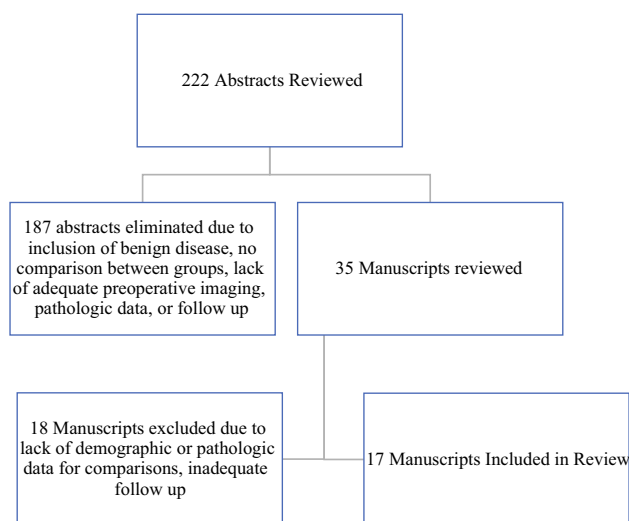 222 Abstracts Reviewed
187 abstracts eliminated due to
inclusion of benign disease, no
comparison between groups, lack
of adequate preoperative imaging,
pathologic data, or follow up
35 Manuscripts reviewed
18 Manuscripts excluded due to
lack of demographic or pathologic
data for comparisons, inadequate
follow up
17 Manuscripts Included in Review